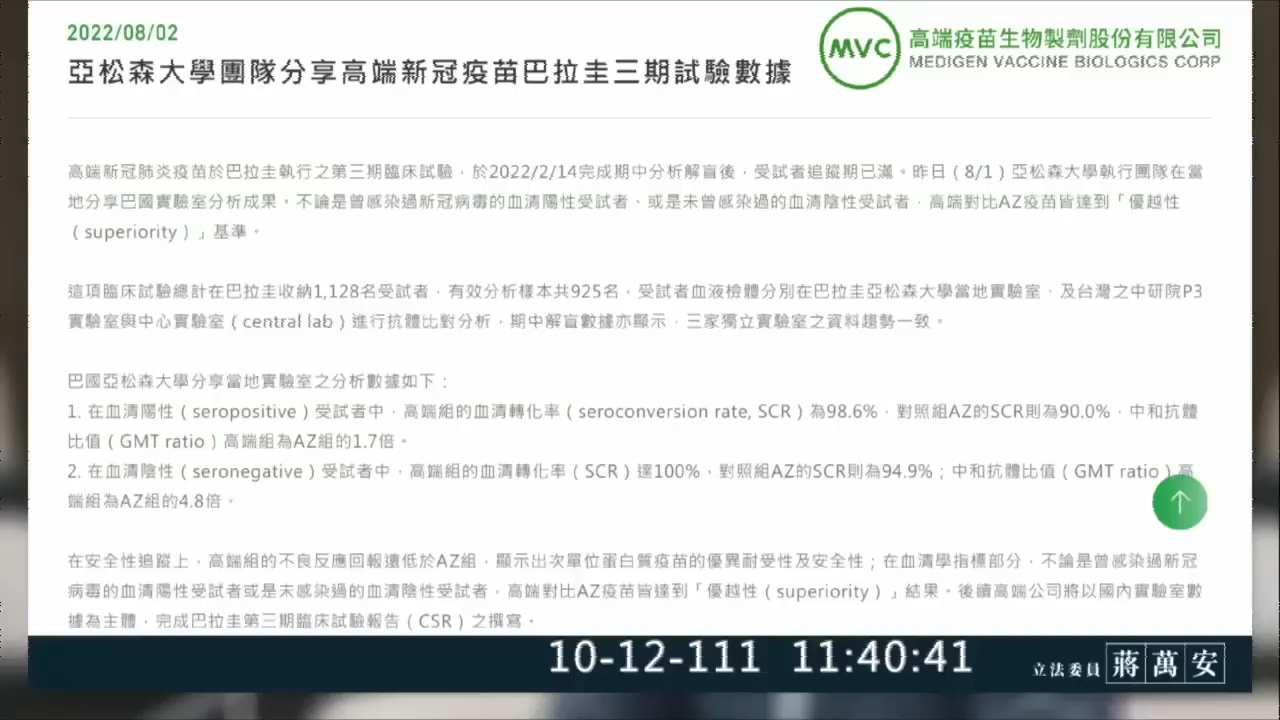 2022/08/02
亞松森大學團隊分享高端新冠疫苗巴拉圭三期試驗數據
MVC
高端疫苗生物製劑股份有限公司
MEDIGEN VACCINE BIOLOGICS CORP
高端新冠肺炎疫苗於巴拉圭執行之第三期臨床試驗，於2022/2/14完成期中分析解盲後，受試者追蹤期已滿。昨日（8/1）亞松森大學執行團隊在當
地分享巴國實驗室分析成果。不論是曾感染過新冠病毒的血清陽性受試者、或是未曾感染過的血清陰性受試者，高端對比AZ疫苗皆達到「優越性
（superiority）」基準。
這項臨床試驗總計在巴拉圭收納1,128名受試者，有效分析樣本共925名，受試者血液檢體分別在巴拉圭亞松森大學當地實驗室，及台灣之中研院P3
實驗室與中心實驗室（central lab）進行抗體比對分析，期中解盲數據亦顯示，三家獨立實驗室之資料趨勢一致。
巴國亞松森大學分享當地實驗室之分析數據如下：
1. 在血清陽性（seropositive）受試者中，高端組的血清轉化率（seroconversion rate, SCR）為98.6%，對照組AZ的SCR則為90.0%，中和抗體
比值（GMT ratio）高端組為AZ組的1.7倍。
2. 在血清陰性（seronegative）受試者中，高端組的血清轉化率（SCR）達100%，對照組AZ的SCR則為94.9%；中和抗體比值（GMT ratio）高
端組為AZ組的4.8倍。
在安全性追蹤上，高端組的不良反應回報遠低於AZ組，顯示出次單位蛋白質疫苗的優異耐受性及安全性；在血清學指標部分，不論是曾感染過新冠
病毒的血清陽性受試者或是末感染過的血清陰性受試者，高端對比AZ疫苗皆達到「優越性（superiority）」結果。後續高端公司將以國內實驗室數
據為主體，完成巴拉圭第三期臨床試驗報告（CSR）之撰寫。
10-12-111 11:40:41
立法委員 蔣萬安